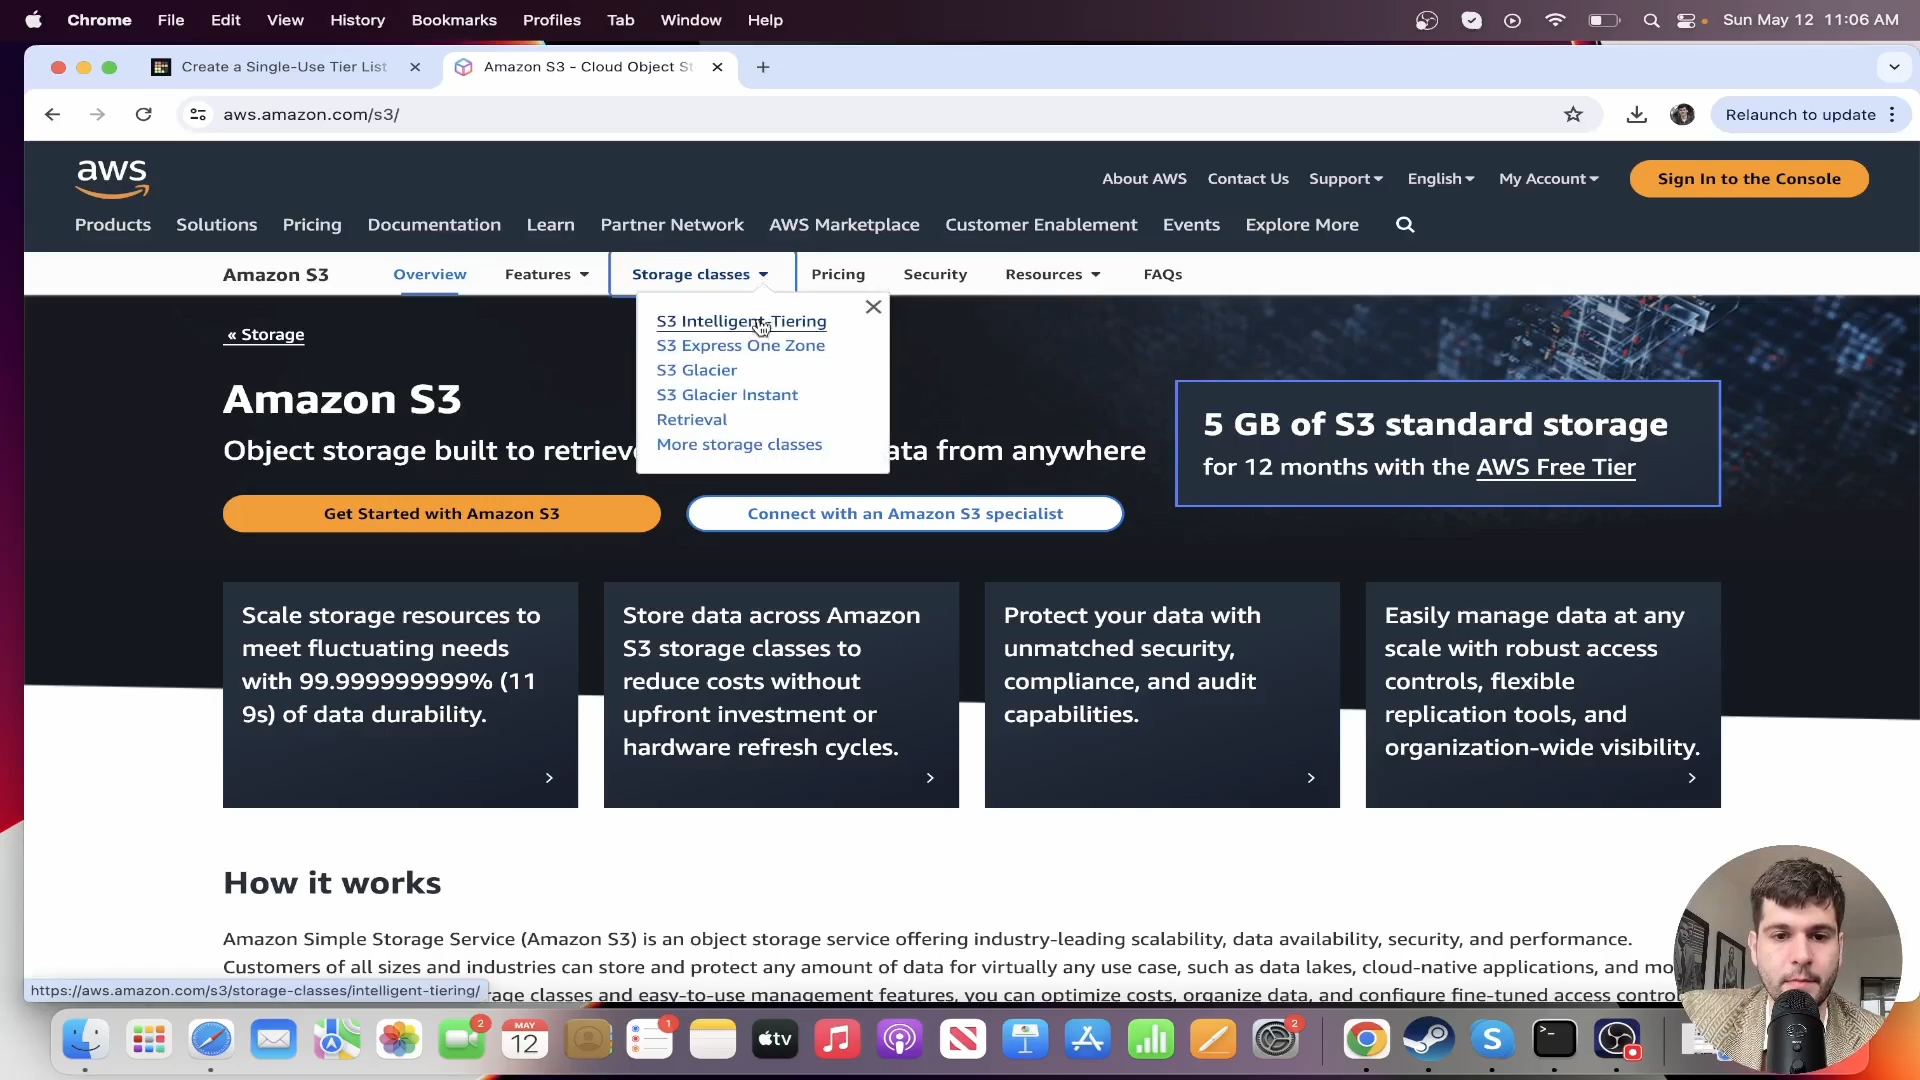 Chrome File Edit View History Bookmarks Profiles Tab Window Help Sun May 12 11:06 AM
Create a Single-Use Tier List Amazon S3 - Cloud Object St
aws.amazon.com/s3/ Relaunch to update
aws
About AWS Contact Us Support English My Account Sign In to the Console
Products Solutions Pricing Documentation Learn Partner Network AWS Marketplace Customer Enablement Events Explore More
Amazon S3 Overview Features Storage classes Pricing Security Resources FAQs
S3 Intelligent-Tiering
S3 Express One Zone
S3 Glacier
S3 Glacier Instant
Retrieval
More storage classes
« Storage
Amazon S3
Object storage built to retrieve ata from anywhere
Get Started with Amazon S3 Connect with an Amazon S3 specialist
5 GB of S3 standard storage
for 12 months with the AWS Free Tier
Scale storage resources to
meet fluctuating needs
with 99.999999999% (11
9s) of data durability.
Store data across Amazon
S3 storage classes to
reduce costs without
upfront investment or
hardware refresh cycles.
Protect your data with
unmatched security,
compliance, and audit
capabilities.
Easily manage data at any
scale with robust access
controls, flexible
replication tools, and
organization-wide visibility.
How it works
Amazon Simple Storage Service (Amazon S3) is an object storage service offering industry-leading scalability, data availability, security, and performance.
Customers of all sizes and industries can store and protect any amount of data for virtually any use case, such as data lakes, cloud-native applications, and mo
https://aws.amazon.com/s3/storage-classes/intelligent-tiering/ rage classes and easy-to-use management features, you can optimize costs, organize data, and configure fine-tuned access control
2 MAY 12 1 tv 2